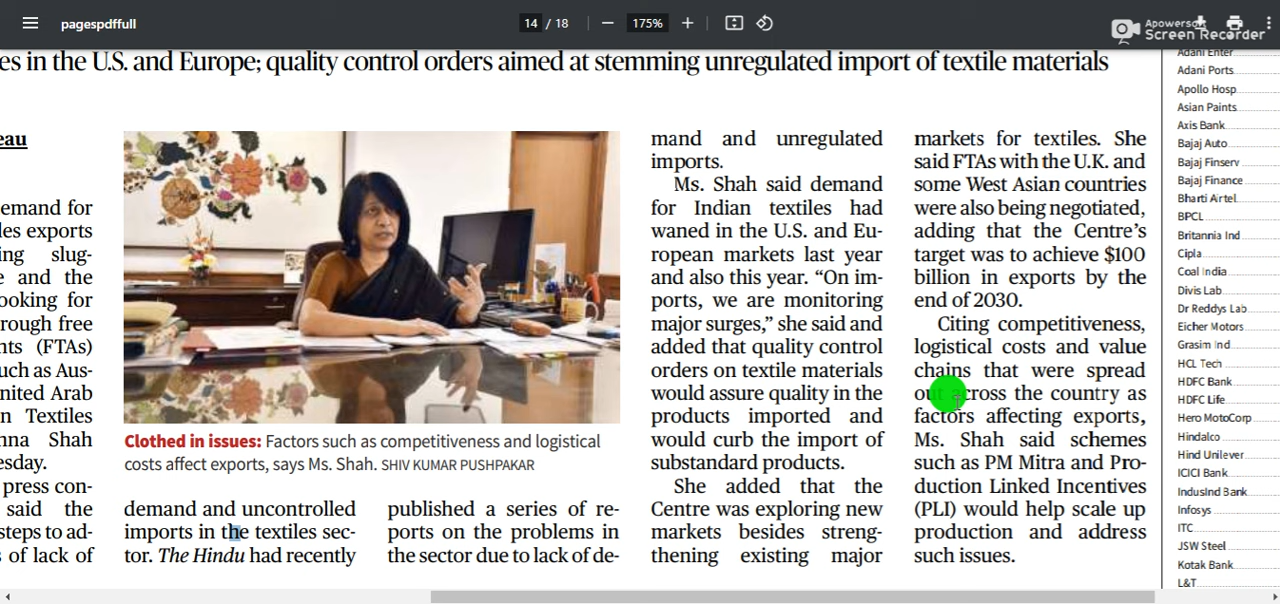 pagespdffull
14 / 18
175%
Apowersoft
Screen Recorder
es in the U.S. and Europe; quality control orders aimed at stemming unregulated import of textile materials
eau
emand for
les exports
ing slug-
e and the
ooking for
rough free
nts (FTAs)
uch as Aus-
nited Arab
n Textiles
nna Shah
esday.
press con-
said the
steps to ad-
s of lack of
Clothed in issues: Factors such as competitiveness and logistical
costs affect exports, says Ms. Shah. SHIV KUMAR PUSHPAKAR
demand and uncontrolled
imports in the textiles sec-
tor. The Hindu had recently
published a series of re-
ports on the problems in
the sector due to lack of de-
mand and unregulated
imports.
Ms. Shah said demand
for Indian textiles had
waned in the U.S. and Eu-
ropean markets last year
and also this year. “On im-
ports, we are monitoring
major surges,” she said and
added that quality control
orders on textile materials
would assure quality in the
products imported and
would curb the import of
substandard products.
She added that the
Centre was exploring new
markets besides streng-
thening existing major
markets for textiles. She
said FTAs with the U.K. and
some West Asian countries
were also being negotiated,
adding that the Centre’s
target was to achieve $100
billion in exports by the
end of 2030.
Citing competitiveness,
logistical costs and value
chains that were spread
out across the country as
factors affecting exports,
Ms. Shah said schemes
such as PM Mitra and Pro-
duction Linked Incentives
(PLI) would help scale up
production and address
such issues.
Adani Enter
Adani Ports
Apollo Hosp
Asian Paints
Axis Bank
Bajaj Auto
Bajaj Finserv
Bajaj Finance
Bharti Airtel
BPCL
Britannia Ind
Cipla
Coal India
Divis Lab
Dr Reddys Lab
Eicher Motors
Grasim Ind
HCL Tech
HDFC Bank
HDFC Life
Hero MotoCorp
Hindalco
Hind Unilever
ICICI Bank
IndusInd Bank
Infosys
ITC
JSW Steel
Kotak Bank
L&T